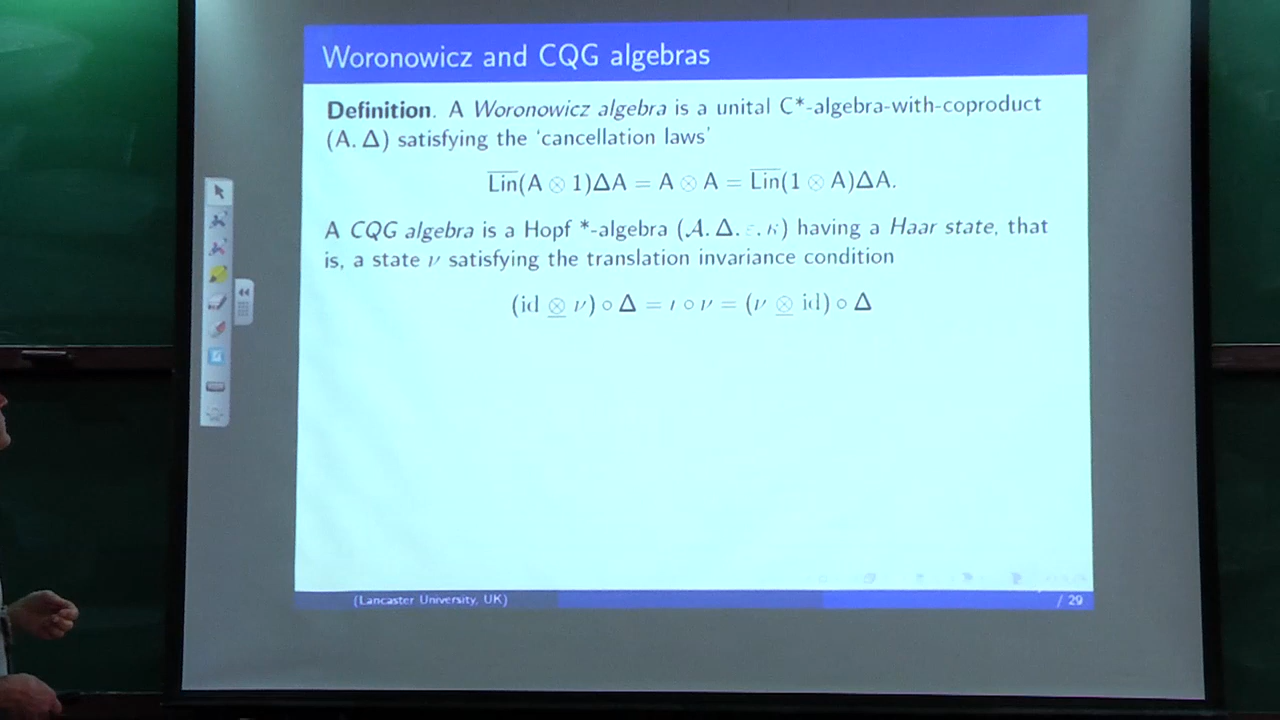 Woronowicz and CQG algebras
Definition. A Woronowicz algebra is a unital C*-algebra-with-coproduct
(A, Δ) satisfying the 'cancellation laws'
L̅i̅n̅(A ⊗ 1)ΔA = A ⊗ A = L̅i̅n̅(1 ⊗ A)ΔA.
A CQG algebra is a Hopf *-algebra (𝒜, Δ, ε, κ) having a Haar state, that
is, a state ν satisfying the translation invariance condition
(id ⊗̲ ν) ∘ Δ = ι ∘ ν = (ν ⊗̲ id) ∘ Δ
(Lancaster University, UK)
/ 29